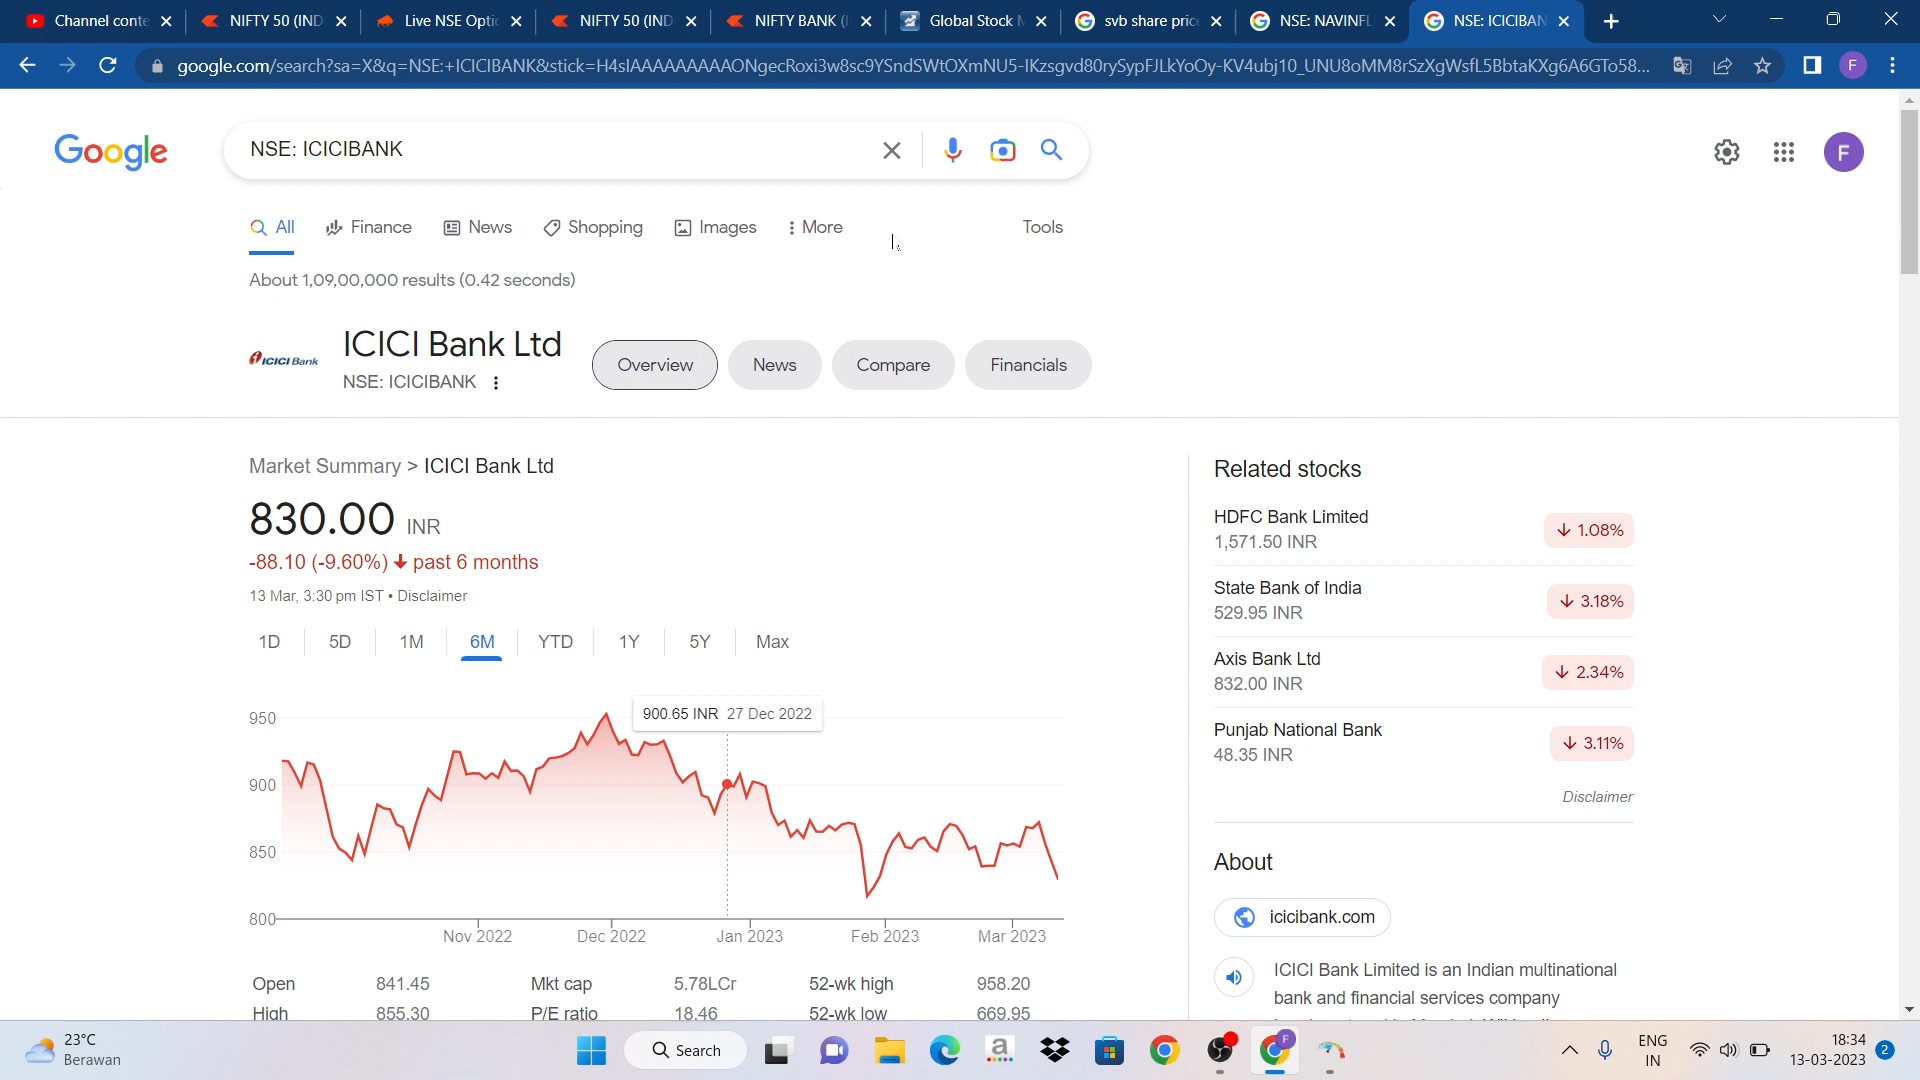 Channel conte
NIFTY 50 (IND
Live NSE Optic
NIFTY 50 (IND
NIFTY BANK (I
Global Stock M
svb share price
NSE: NAVINFL
NSE: ICICIBAN
google.com/search?sa=X&q=NSE:+ICICIBANK&stick=H4sIAAAAAAAAAONgecRoxi3w8sc9YSndSWtOXmNU5-IKzsgvd80rySypFJLkYoOy-KV4ubj10_UNU8oMM8rSzXgWsfL5BbtaKXg6A6GTo58...
F
Google
NSE: ICICIBANK
F
All
Finance
News
Shopping
Images
More
Tools
About 1,09,00,000 results (0.42 seconds)
ICICI Bank
ICICI Bank Ltd
NSE: ICICIBANK
Overview
News
Compare
Financials
Market Summary > ICICI Bank Ltd
830.00 INR
-88.10 (-9.60%) ↓ past 6 months
13 Mar, 3:30 pm IST • Disclaimer
1D
5D
1M
6M
YTD
1Y
5Y
Max
900.65 INR 27 Dec 2022
950
900
850
800
Nov 2022
Dec 2022
Jan 2023
Feb 2023
Mar 2023
Open 841.45
Mkt cap 5.78LCr
52-wk high 958.20
High 855.30
P/E ratio 18.46
52-wk low 669.95
Related stocks
HDFC Bank Limited
1,571.50 INR
↓ 1.08%
State Bank of India
529.95 INR
↓ 3.18%
Axis Bank Ltd
832.00 INR
↓ 2.34%
Punjab National Bank
48.35 INR
↓ 3.11%
Disclaimer
About
icicibank.com
ICICI Bank Limited is an Indian multinational
bank and financial services company
23°C
Berawan
Search
a
F
ENG
IN
18:34
13-03-2023
2